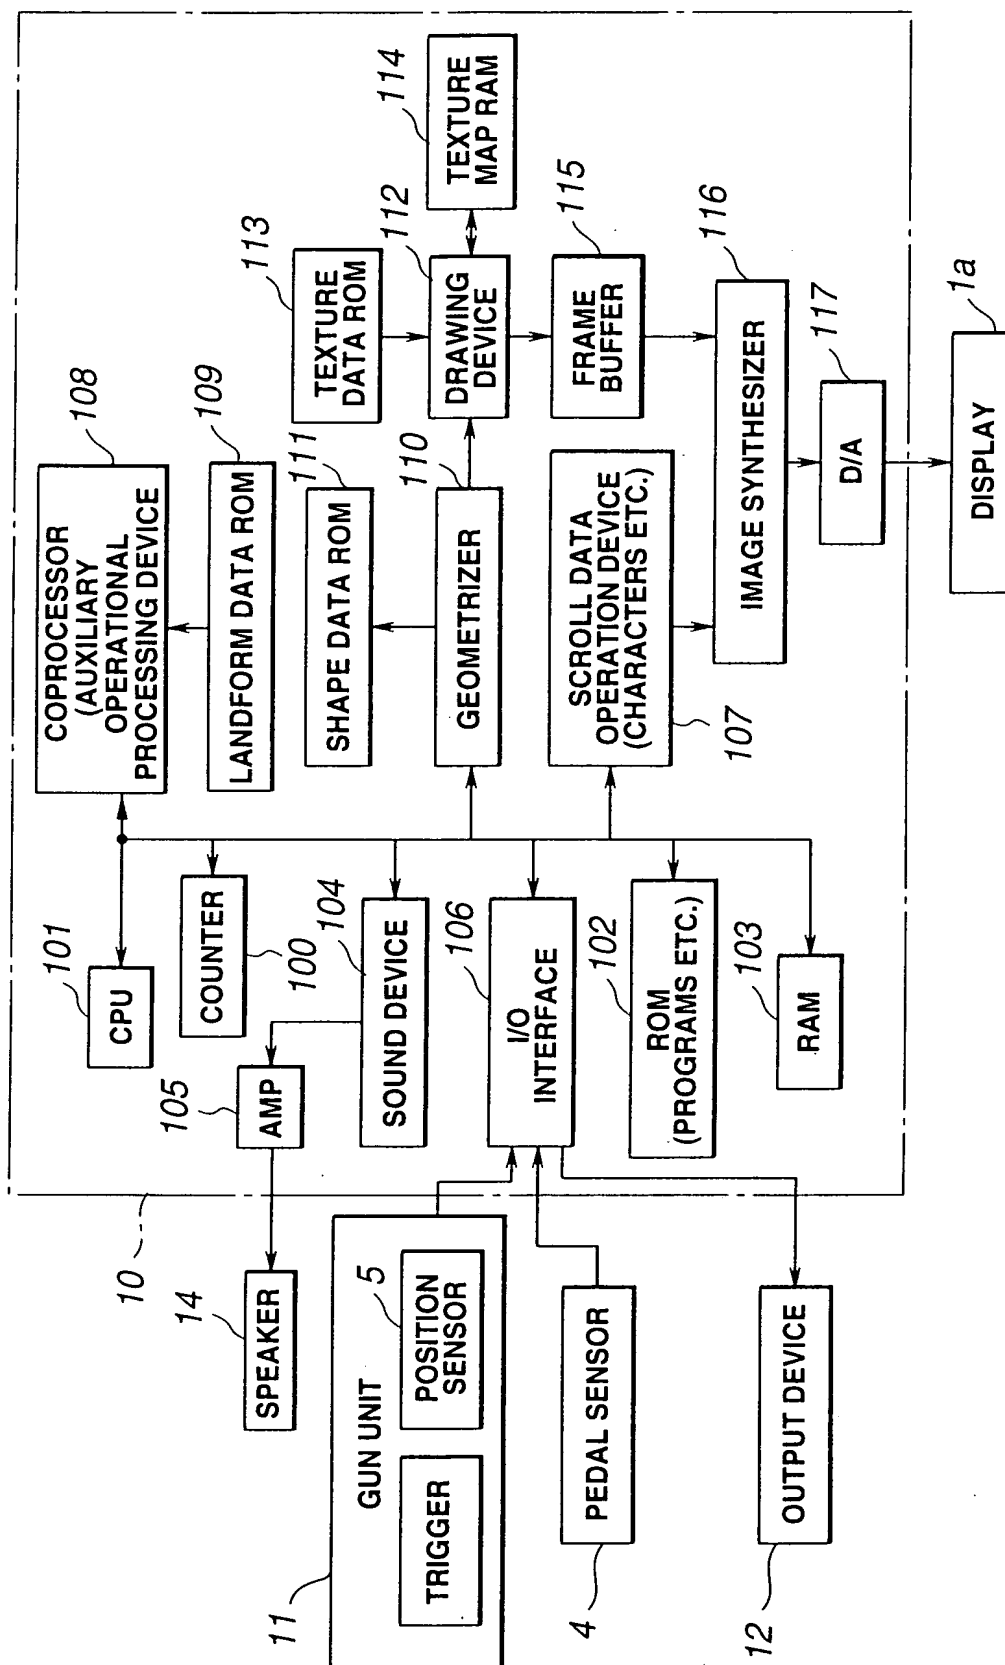 10
101
CPU
COUNTER
100
105
AMP
104
SOUND DEVICE
14
SPEAKER
11
GUN UNIT
TRIGGER
5
POSITION
SENSOR
4
PEDAL SENSOR
12
OUTPUT DEVICE
106
I/O
INTERFACE
102
ROM
(PROGRAMS ETC.)
103
RAM
108
COPROCESSOR
(AUXILIARY
OPERATIONAL
PROCESSING DEVICE
109
LANDFORM DATA ROM
111
SHAPE DATA ROM
110
GEOMETRIZER
107
SCROLL DATA
OPERATION DEVICE
(CHARACTERS ETC.)
113
TEXTURE
DATA ROM
112
DRAWING
DEVICE
114
TEXTURE
MAP RAM
115
FRAME
BUFFER
116
IMAGE SYNTHESIZER
117
D/A
1a
DISPLAY